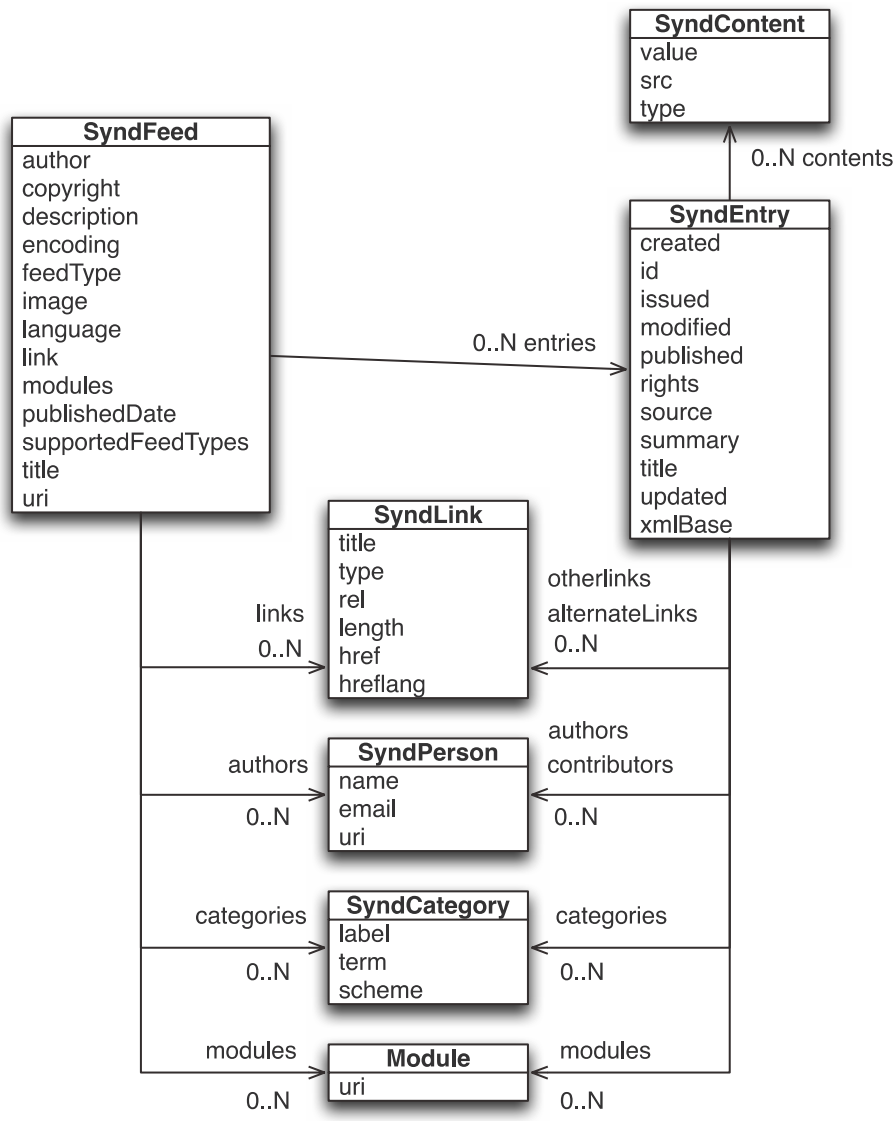 SyndContent
value
src
type
SyndFeed
author
copyright
description
encoding
feedType
image
language
link
modules
publishedDate
supportedFeedTypes
title
uri
0..N contents
SyndEntry
created
id
issued
modified
published
rights
source
summary
title
updated
xmlBase
0..N entries
SyndLink
title
type
rel
length
href
hreflang
links
0..N
otherlinks
alternateLinks
0..N
SyndPerson
name
email
uri
authors
0..N
authors
contributors
0..N
SyndCategory
label
term
scheme
categories
0..N
categories
0..N
Module
uri
modules
0..N
modules
0..N